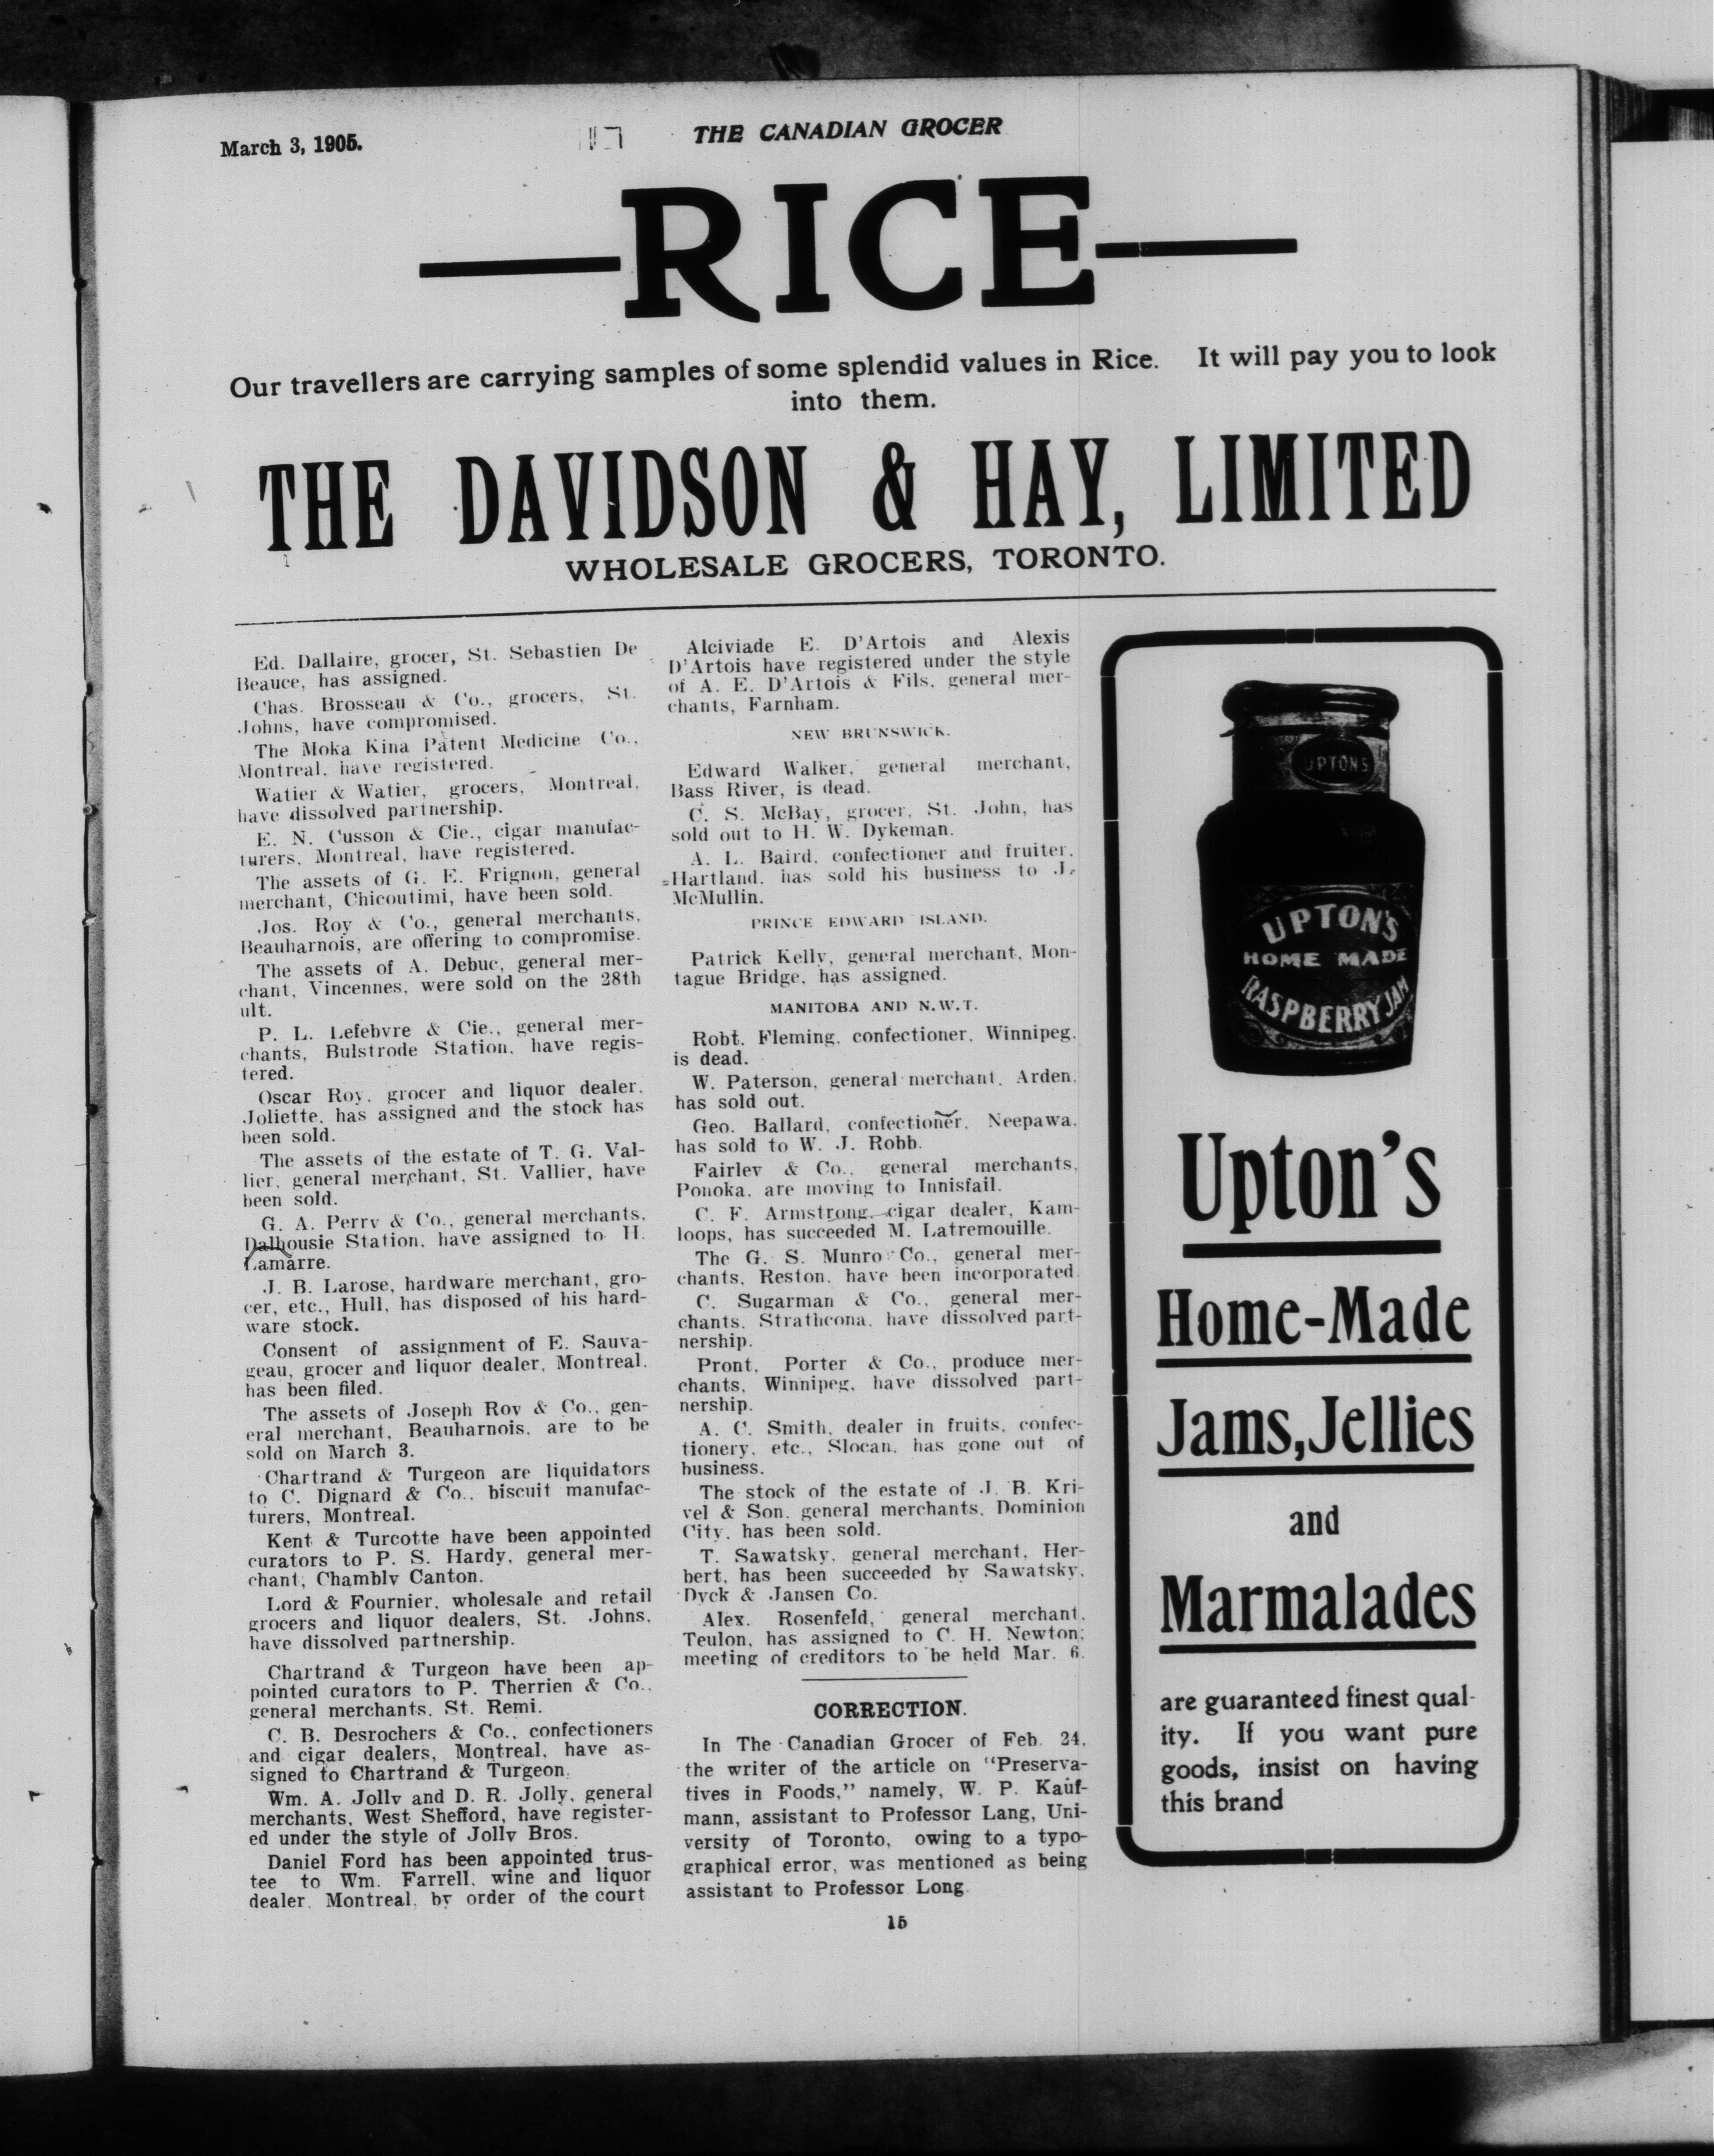 March 3, 1905.
THE CANADIAN GROCER
RICE
Our travellers are carrying samples of some splendid values in Rice. It will pay you to look
into them.
THE DAVIDSON & HAY, LIMITED
WHOLESALE GROCERS, TORONTO.
Ed. Dallaire, grocer, St. Sebastien De
Beauce, has assigned.
Chas. Brosseau & Co., grocers, St.
Johns, have compromised.
The Moka Kina Patent Medicine Co.,
Montreal, have registered.
Watier & Watier, grocers, Montreal,
have dissolved partnership.
E. N. Cusson & Cie., cigar manufac-
turers, Montreal, have registered.
The assets of G. E. Frignon, general
merchant, Chicoutimi, have been sold.
Jos. Roy & Co., general merchants,
Beauharnois, are offering to compromise.
The assets of A. Debuc, general mer-
chant, Vincennes, were sold on the 28th
ult.
P. L. Lefebvre & Cie., general mer-
chants, Bulstrode Station, have regis-
tered.
Oscar Roy, grocer and liquor dealer,
Joliette, has assigned and the stock has
been sold.
The assets of the estate of T. G. Val-
lier, general merchant, St. Vallier, have
been sold.
G. A. Perry & Co., general merchants,
Dalhousie Station, have assigned to H.
Lamarre.
J. B. Larose, hardware merchant, gro-
cer, etc., Hull, has disposed of his hard-
ware stock.
Consent of assignment of E. Sauva-
geau, grocer and liquor dealer, Montreal,
has been filed.
The assets of Joseph Roy & Co., gen-
eral merchant, Beauharnois, are to be
sold on March 3.
Chartrand & Turgeon are liquidators
to C. Dignard & Co., biscuit manufac-
turers, Montreal.
Kent & Turcotte have been appointed
curators to P. S. Hardy, general mer-
chant, Chambly Canton.
Lord & Fournier, wholesale and retail
grocers and liquor dealers, St. Johns,
have dissolved partnership.
Chartrand & Turgeon have been ap-
pointed curators to P. Therrien & Co.,
general merchants, St. Remi.
C. B. Desrochers & Co., confectioners
and cigar dealers, Montreal, have as-
signed to Chartrand & Turgeon.
Wm. A. Jolly and D. R. Jolly, general
merchants, West Shefford, have register-
ed under the style of Jolly Bros.
Daniel Ford has been appointed trus-
tee to Wm. Farrell, wine and liquor
dealer, Montreal, by order of the court
Alciviade E. D'Artois and Alexis
D'Artois have registered under the style
of A. E. D'Artois & Fils, general mer-
chants, Farnham.
NEW BRUNSWICK.
Edward Walker, general merchant,
Bass River, is dead.
C. S. McBay, grocer, St. John, has
sold out to H. W. Dykeman.
A. L. Baird, confectioner and fruiter,
Hartland, has sold his business to J.
McMullin.
PRINCE EDWARD ISLAND.
Patrick Kelly, general merchant, Mon-
tague Bridge, has assigned.
MANITOBA AND N.W.T.
Robt. Fleming, confectioner, Winnipeg,
is dead.
W. Paterson, general merchant, Arden,
has sold out.
Geo. Ballard, confectioner, Neepawa,
has sold to W. J. Robb.
Fairley & Co., general merchants,
Ponoka, are moving to Innisfail.
C. F. Armstrong, cigar dealer, Kam-
loops, has succeeded M. Latremouille.
The G. S. Munro Co., general mer-
chants, Reston, have been incorporated.
C. Sugarman & Co., general mer-
chants, Strathcona, have dissolved part-
nership.
Pront, Porter & Co., produce mer-
chants, Winnipeg, have dissolved part-
nership.
A. C. Smith, dealer in fruits, confec-
tionery, etc., Slocan, has gone out of
business.
The stock of the estate of J. B. Kri-
vel & Son, general merchants, Dominion
City, has been sold.
T. Sawatsky, general merchant, Her-
bert, has been succeeded by Sawatsky,
Dyck & Jansen Co.
Alex. Rosenfeld, general merchant,
Teulon, has assigned to C. H. Newton;
meeting of creditors to be held Mar. 6.
CORRECTION.
In The Canadian Grocer of Feb. 24,
the writer of the article on "Preserva-
tives in Foods," namely, W. P. Kauf-
mann, assistant to Professor Lang, Uni-
versity of Toronto, owing to a typo-
graphical error, was mentioned as being
assistant to Professor Long.
UPTONS
UPTON'S
HOME MADE
RASPBERRY JAM
Upton's
Home-Made
Jams, Jellies
and
Marmalades
are guaranteed finest qual-
ity. If you want pure
goods, insist on having
this brand
15